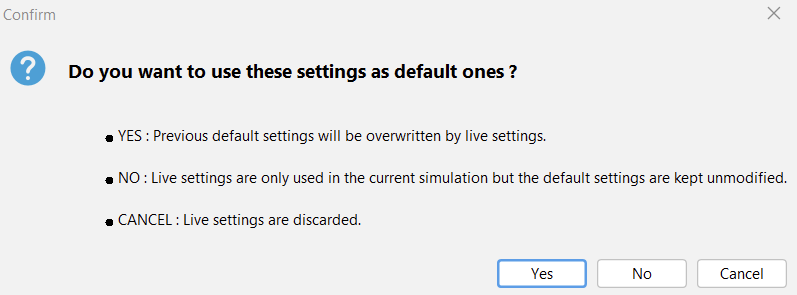 Confirm
Do you want to use these settings as default ones ?
• YES : Previous default settings will be overwritten by live settings.
• NO : Live settings are only used in the current simulation but the default settings are kept unmodified.
• CANCEL : Live settings are discarded.
Yes No Cancel